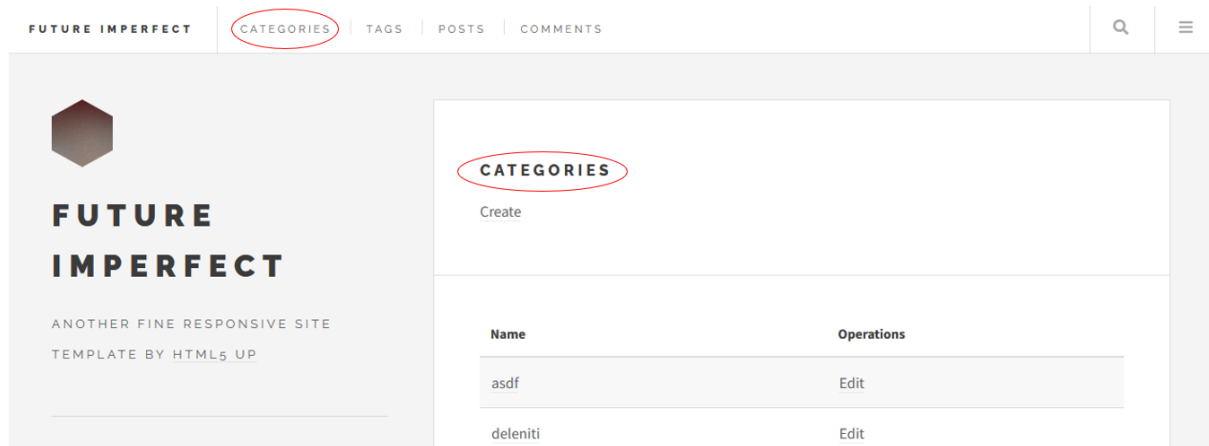 FUTURE IMPERFECT CATEGORIES TAGS POSTS COMMENTS
FUTURE
IMPERFECT
ANOTHER FINE RESPONSIVE SITE
TEMPLATE BY HTML5 UP
CATEGORIES
Create
Name Operations
asdf Edit
deleniti Edit